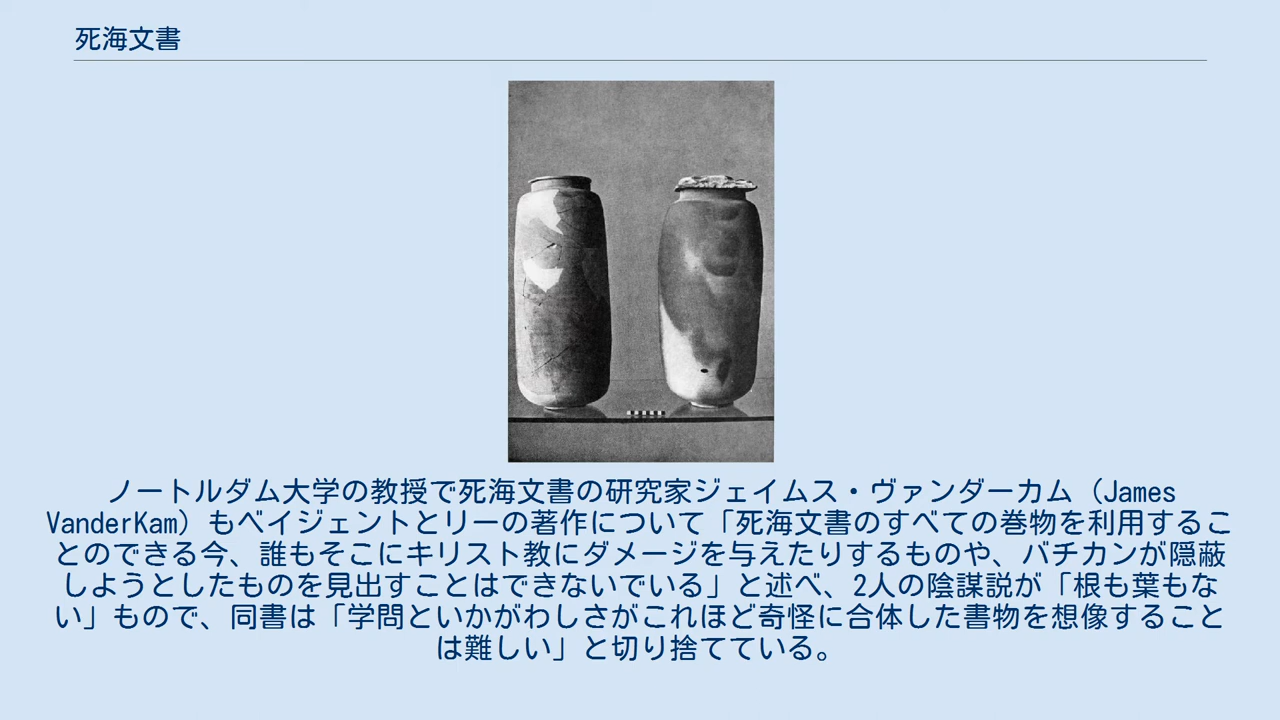 死海文書
ノートルダム大学の教授で死海文書の研究家ジェイムス・ヴァンダーカム（James
VanderKam）もベイジェントとリーの著作について「死海文書のすべての巻物を利用するこ
とのできる今、誰もそこにキリスト教にダメージを与えたりするものや、バチカンが隠蔽
しようとしたものを見出すことはできないでいる」と述べ、2人の陰謀説が「根も葉もな
い」もので、同書は「学問といかがわしさがこれほど奇怪に合体した書物を想像すること
は難しい」と切り捨てている。